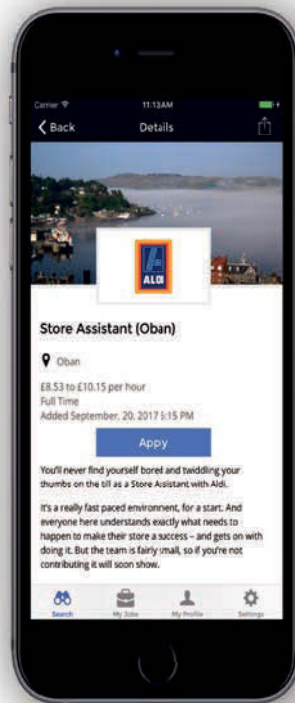 Carrier
11:13AM
Back
Details
ALDI
Store Assistant (Oban)
Oban
£8.53 to £10.15 per hour
Full Time
Added September, 20, 2017 5:15 PM
Appy
You'll never find yourself bored and twiddling your
thumbs on the till as a Store Assistant with Aldi.
It's a really fast paced environment, for a start. And
everyone here understands exactly what needs to
happen to make their store a success – and gets on with
doing it. But the team is fairly small, so if you're not
contributing it will soon show.
Search
My Jobs
My Profile
Settings